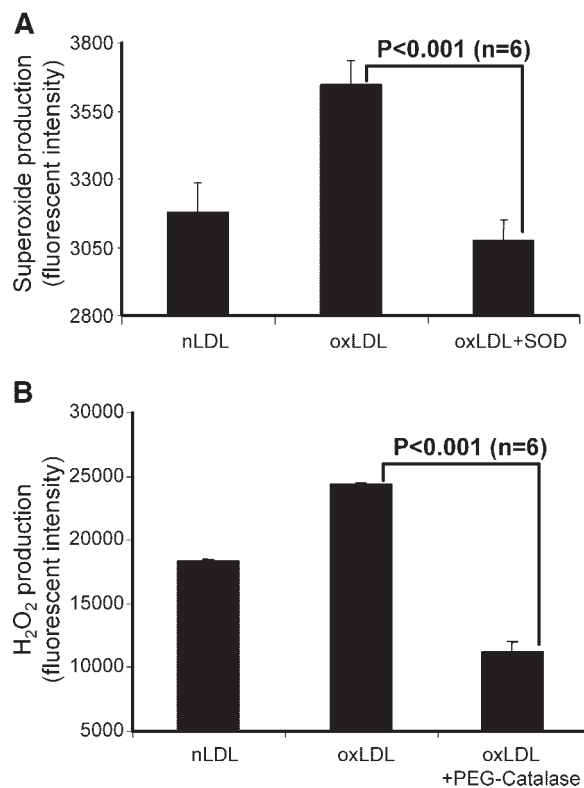 A
Superoxide production
(fluorescent intensity)
3800
3550
3300
3050
2800
P<0.001 (n=6)
nLDL
oxLDL
oxLDL+SOD
B
H₂O₂ production
(fluorescent intensity)
30000
25000
20000
15000
10000
5000
P<0.001 (n=6)
nLDL
oxLDL
oxLDL
+PEG-Catalase